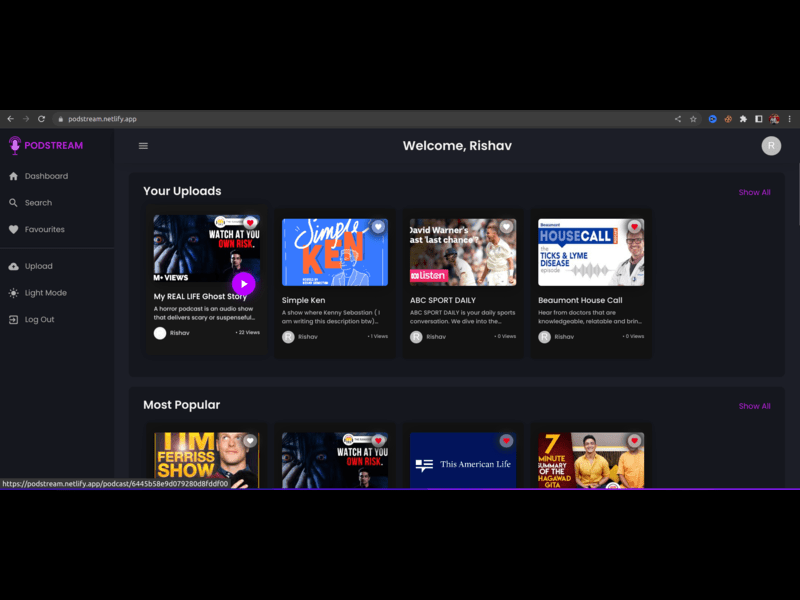 podstream.netlify.app
PODSTREAM
Welcome, Rishav
R
Dashboard
Search
Favourites
Upload
Light Mode
Log Out
Your Uploads
Show All
WATCH AT YOU
OWN RISK.
M+ VIEWS
My REAL LIFE Ghost Story
A horror podcast is an audio show
that delivers scary or suspenseful...
Rishav
• 22 Views
Simple
KEN
Simple Ken
A show where Kenny Sebastian ( I
am writing this description btw)...
R
Rishav
• 1 Views
David Warner's
last 'last chance'?
listen
ABC SPORT DAILY
ABC SPORT DAILY is your daily sports
conversation. We dive into the...
R
Rishav
• 0 Views
Beaumont
HOUSECALL
the
TICKS & LYME
DISEASE
episode
Beaumont House Call
Hear from doctors that are
knowledgeable, relatable and brin...
R
Rishav
• 0 Views
Most Popular
Show All
TIM
FERRISS
SHOW
WATCH AT YOU
OWN RISK.
This American Life
7
MINUTE
SUMMARY
OF THE
BHAGAWAD
GITA
https://podstream.netlify.app/podcast/6445b58e9d079280d8fddf00